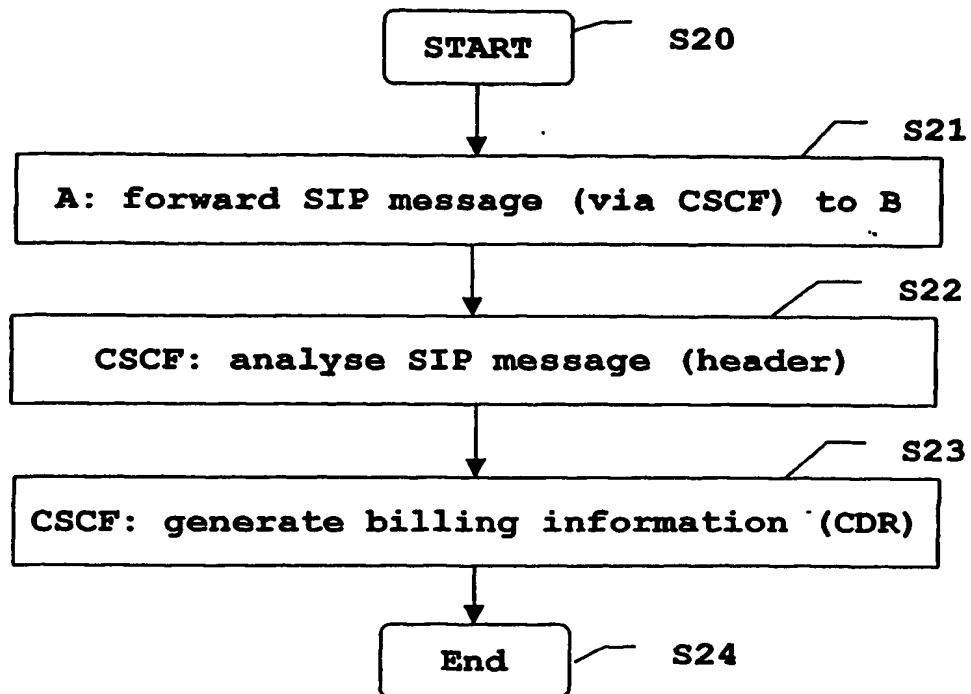 START
S20
S21
A: forward SIP message (via CSCF) to B
S22
CSCF: analyse SIP message (header)
S23
CSCF: generate billing information (CDR)
End
S24